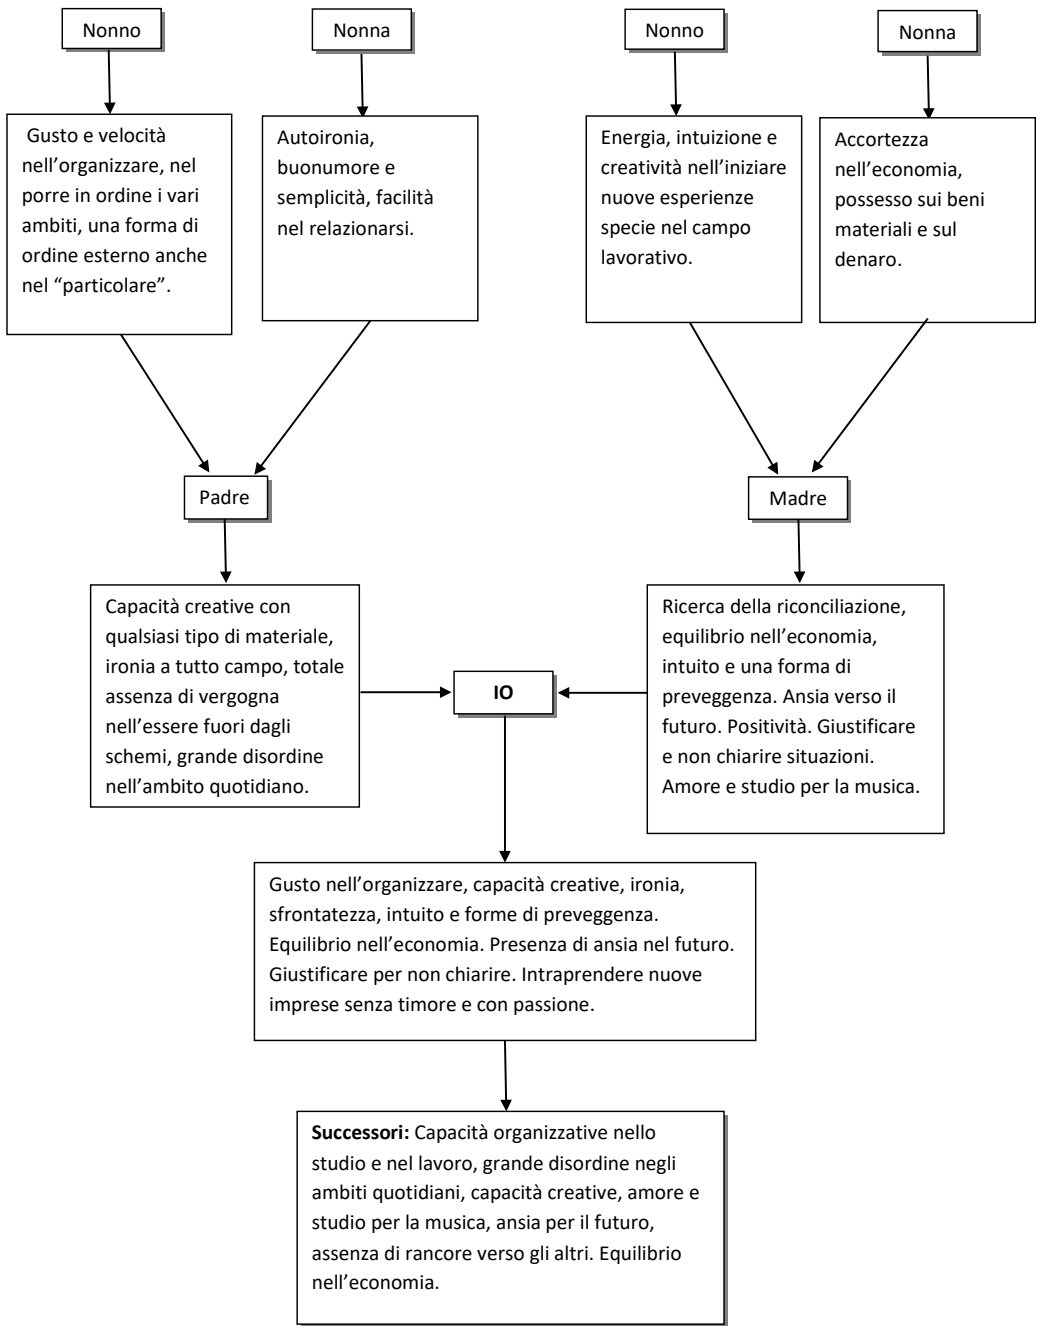 Nonno
Nonna
Nonno
Nonna
Gusto e velocità
nell’organizzare, nel
porre in ordine i vari
ambiti, una forma di
ordine esterno anche
nel “particolare”.
Autoironia,
buonumore e
semplicità, facilità
nel relazionarsi.
Energia, intuizione e
creatività nell’iniziare
nuove esperienze
specie nel campo
lavorativo.
Accortezza
nell’economia,
possesso sui beni
materiali e sul
denaro.
Padre
Madre
Capacità creative con
qualsiasi tipo di materiale,
ironia a tutto campo, totale
assenza di vergogna
nell’essere fuori dagli
schemi, grande disordine
nell’ambito quotidiano.
IO
Ricerca della riconciliazione,
equilibrio nell’economia,
intuito e una forma di
preveggenza. Ansia verso il
futuro. Positività. Giustificare
e non chiarire situazioni.
Amore e studio per la musica.
Gusto nell’organizzare, capacità creative, ironia,
sfrontatezza, intuito e forme di preveggenza.
Equilibrio nell’economia. Presenza di ansia nel futuro.
Giustificare per non chiarire. Intraprendere nuove
imprese senza timore e con passione.
Successori: Capacità organizzative nello
studio e nel lavoro, grande disordine negli
ambiti quotidiani, capacità creative, amore e
studio per la musica, ansia per il futuro,
assenza di rancore verso gli altri. Equilibrio
nell’economia.